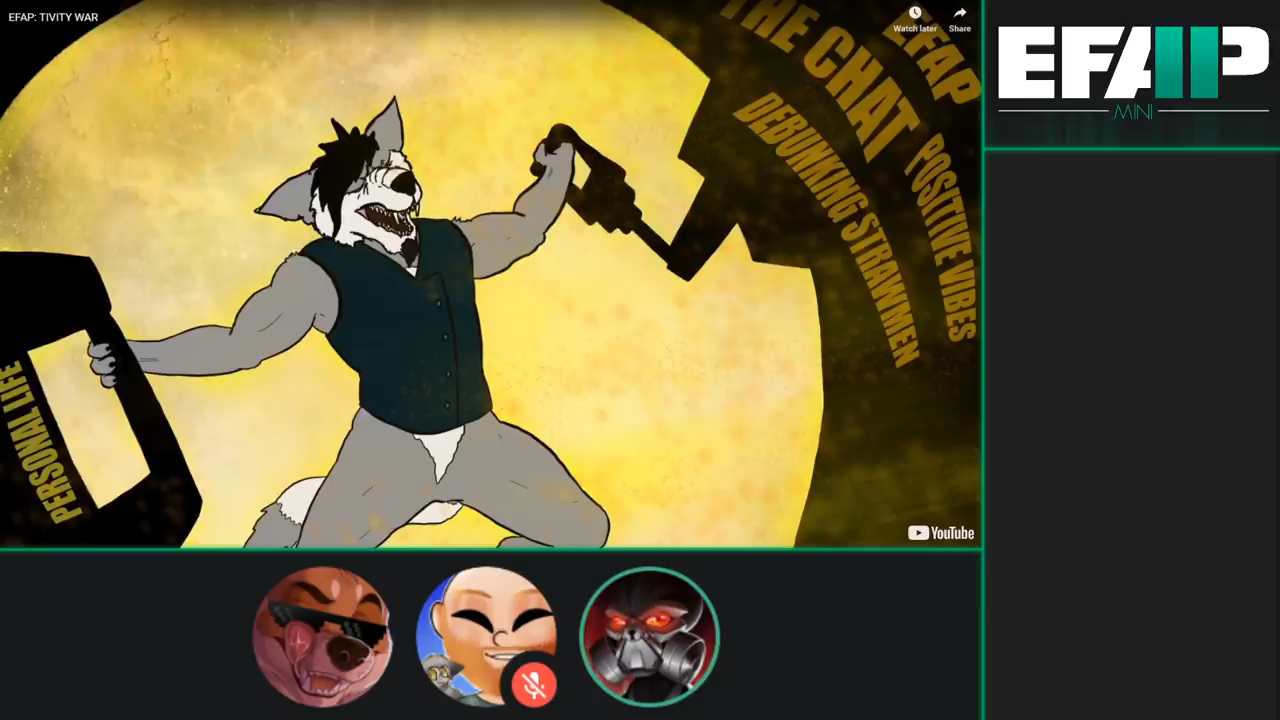 EFAP: TIVITY WAR
Watch later
Share
THE CHAT
EFAP
DEBUNKING STRAWMEN
POSITIVE VIBES
PERSONAL LIFE
YouTube
EFAP
MINI